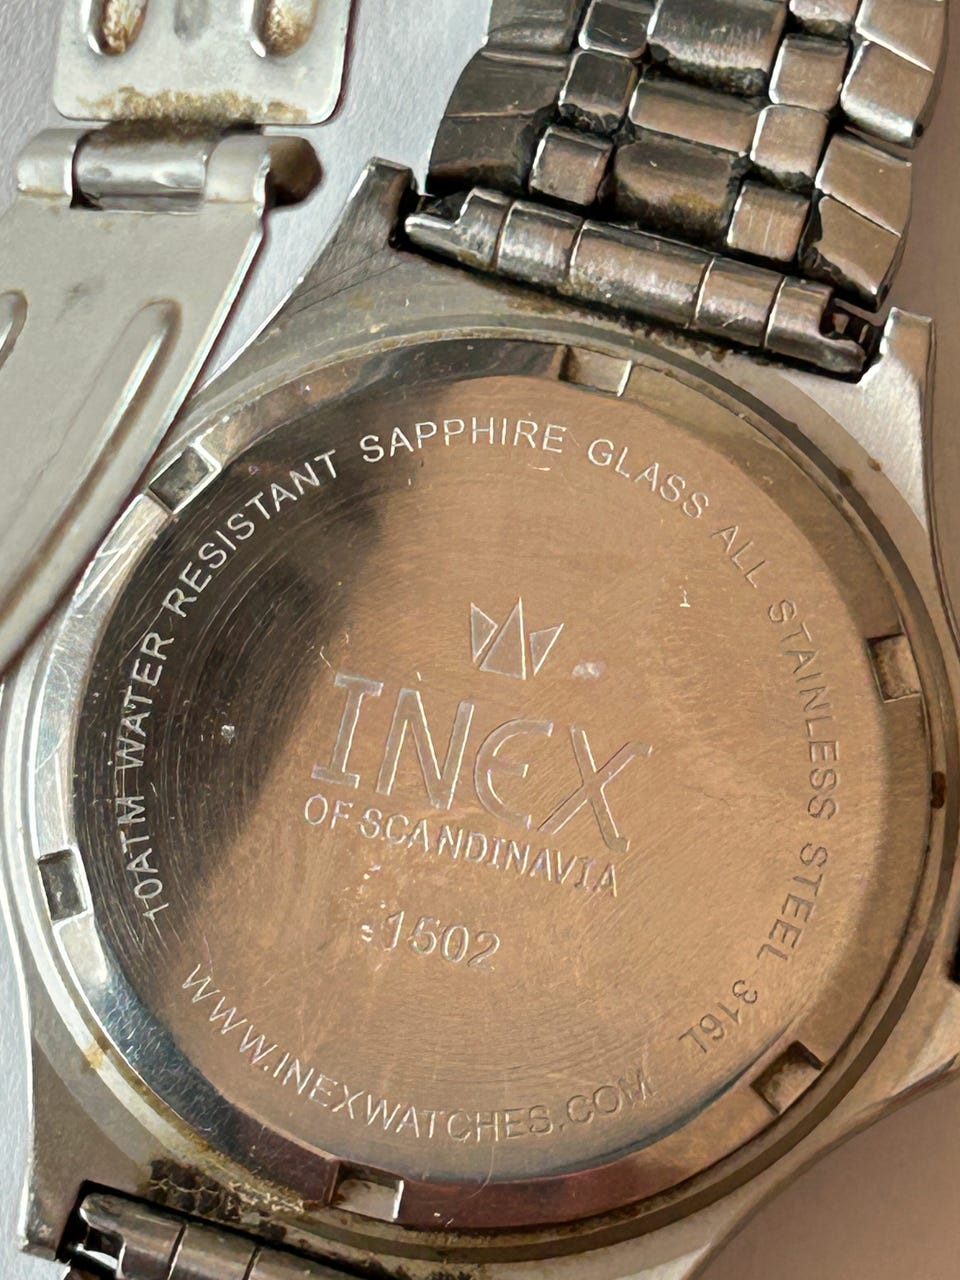 10ATM WATER RESISTANT SAPPHIRE GLASS ALL STAINLESS STEEL 316L
INEX
OF SCANDINAVIA
1502
WWW.INEXWATCHES.COM